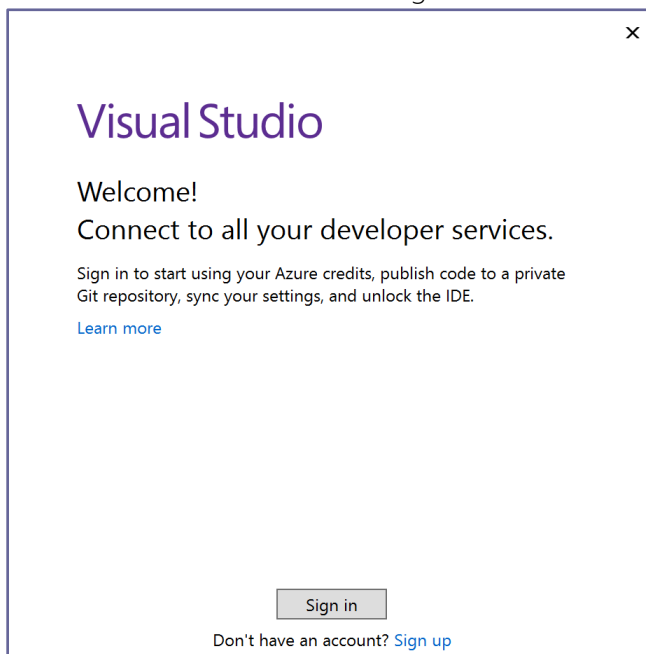 Visual Studio
Welcome!
Connect to all your developer services.
Sign in to start using your Azure credits, publish code to a private
Git repository, sync your settings, and unlock the IDE.
Learn more
Sign in
Don't have an account? Sign up